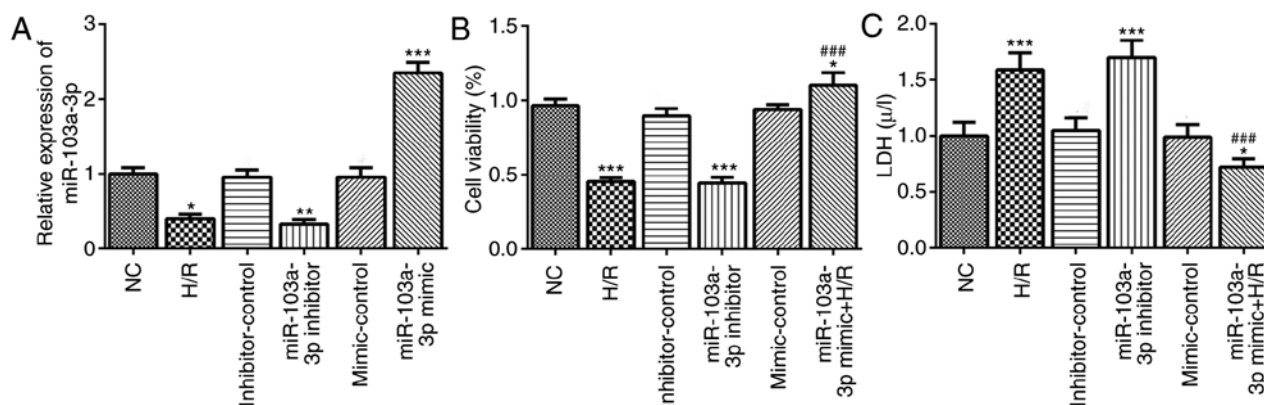 A
Relative expression of
miR-103a-3p
3
2
1
0
*
**
***
NC
H/R
Inhibitor-control
miR-103a-
3p inhibitor
Mimic-control
miR-103a-
3p mimic
B
Cell viability (%)
1.5
1.0
0.5
0.0
***
***
###
*
NC
H/R
nhibitor-control
miR-103a-
3p inhibitor
Mimic-control
miR-103a-
3p mimic+H/R
C
LDH (μ/l)
2.0
1.5
1.0
0.5
0.0
***
***
###
*
NC
H/R
Inhibitor-control
miR-103a-
3p inhibitor
Mimic-control
miR-103a-
3p mimic+H/R